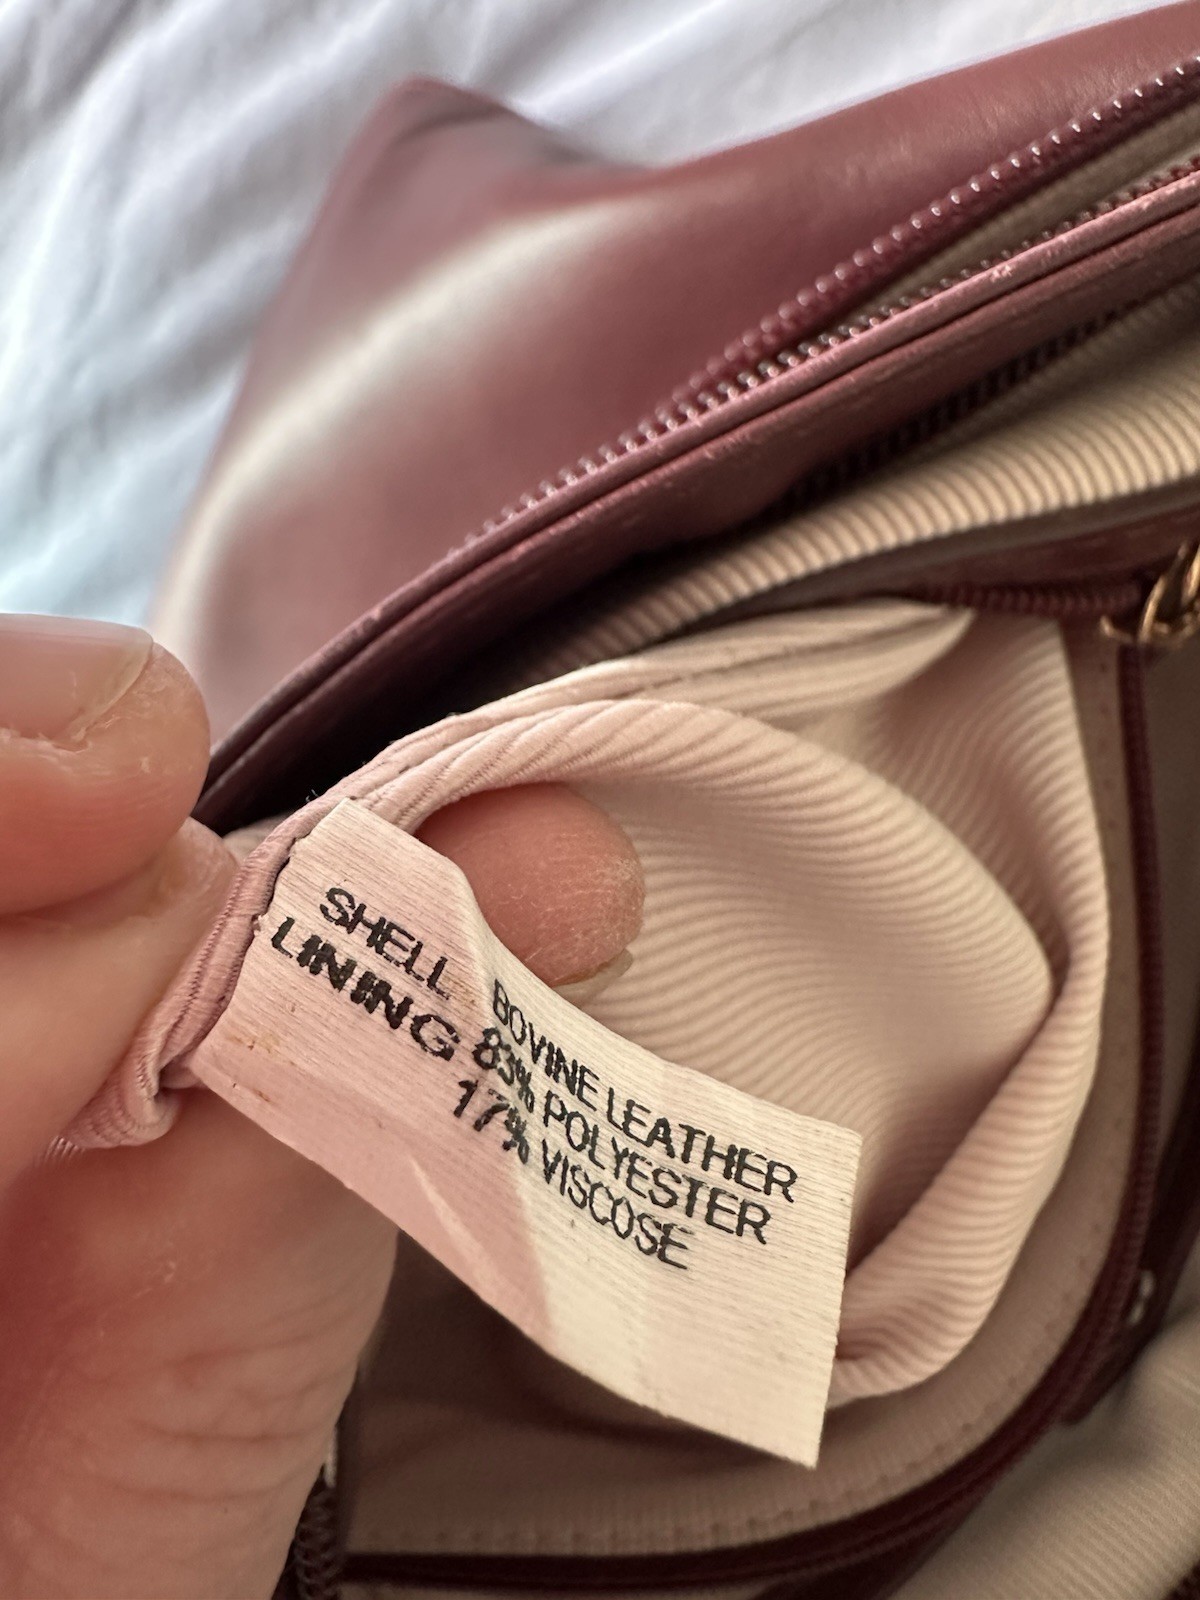 SHELL BOVINE LEATHER
LINING 83% POLYESTER
17% VISCOSE